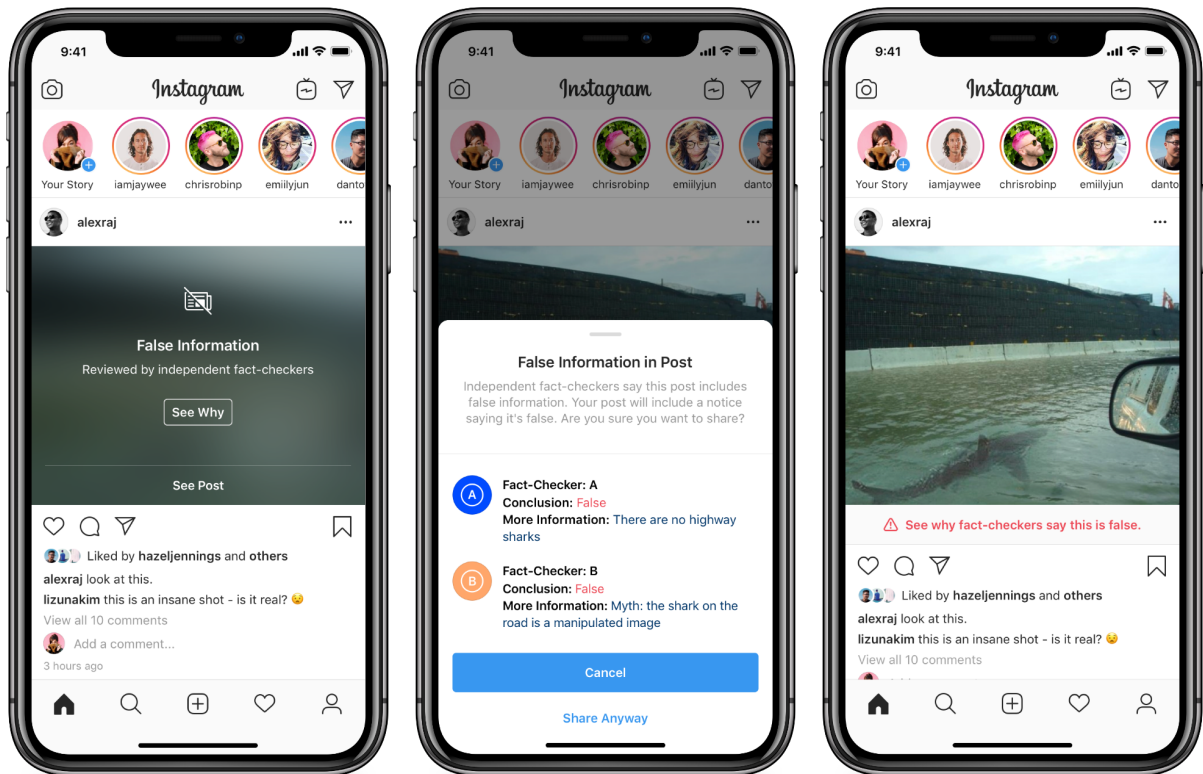 9:41
Instagram
Your Story
iamjaywee
chrisrobinp
emiilyjun
danto
alexraj
False Information
Reviewed by independent fact-checkers
See Why
See Post
Liked by hazeljennings and others
alexraj look at this.
lizunakim this is an insane shot - is it real? 😧
View all 10 comments
Add a comment...
3 hours ago
9:41
Instagram
Your Story
iamjaywee
chrisrobinp
emiilyjun
danto
alexraj
False Information in Post
Independent fact-checkers say this post includes
false information. Your post will include a notice
saying it's false. Are you sure you want to share?
A
Fact-Checker: A
Conclusion: False
More Information: There are no highway
sharks
B
Fact-Checker: B
Conclusion: False
More Information: Myth: the shark on the
road is a manipulated image
Cancel
Share Anyway
9:41
Instagram
Your Story
iamjaywee
chrisrobinp
emiilyjun
danto
alexraj
See why fact-checkers say this is false.
Liked by hazeljennings and others
alexraj look at this.
lizunakim this is an insane shot - is it real? 😧
View all 10 comments